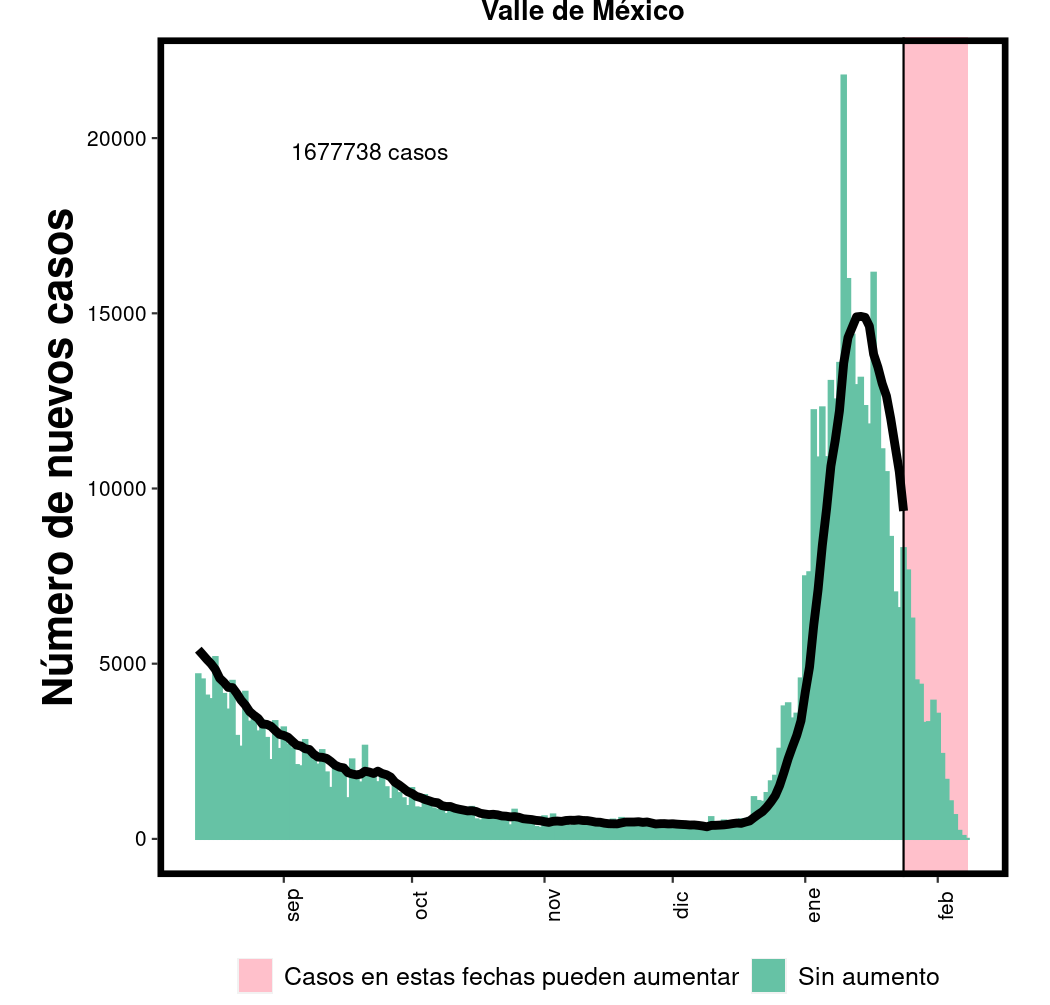 Valle de México
1677738 casos
Número de nuevos casos
20000
15000
10000
5000
0
sep
oct
nov
dic
ene
feb
Casos en estas fechas pueden aumentar
Sin aumento